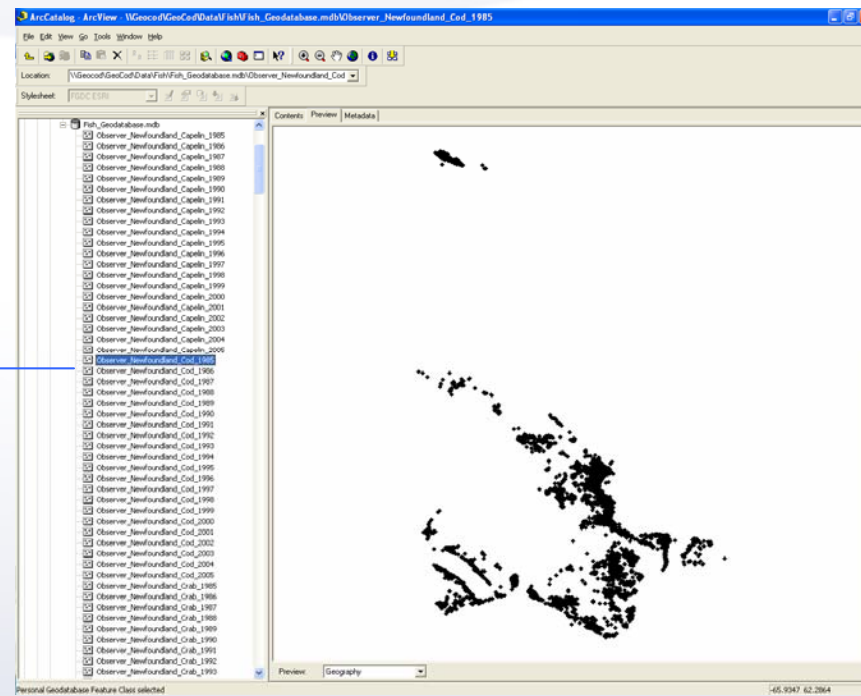 ArcCatalog - ArcView - \\Geocod\GeoCod\Data\Fish\Fish_Geodatabase.mdb\Observer_Newfoundland_Cod_1985
File Edit View Go Tools Window Help
Location: \\Geocod\GeoCod\Data\Fish\Fish_Geodatabase.mdb\Observer_Newfoundland_Cod
Stylesheet: FGDC ESRI
Contents Preview Metadata
Fish_Geodatabase.mdb
Observer_Newfoundland_Capelin_1985
Observer_Newfoundland_Capelin_1986
Observer_Newfoundland_Capelin_1987
Observer_Newfoundland_Capelin_1988
Observer_Newfoundland_Capelin_1989
Observer_Newfoundland_Capelin_1990
Observer_Newfoundland_Capelin_1991
Observer_Newfoundland_Capelin_1992
Observer_Newfoundland_Capelin_1993
Observer_Newfoundland_Capelin_1994
Observer_Newfoundland_Capelin_1995
Observer_Newfoundland_Capelin_1996
Observer_Newfoundland_Capelin_1997
Observer_Newfoundland_Capelin_1998
Observer_Newfoundland_Capelin_1999
Observer_Newfoundland_Capelin_2000
Observer_Newfoundland_Capelin_2001
Observer_Newfoundland_Capelin_2002
Observer_Newfoundland_Capelin_2003
Observer_Newfoundland_Capelin_2004
Observer_Newfoundland_Capelin_2005
Observer_Newfoundland_Cod_1985
Observer_Newfoundland_Cod_1986
Observer_Newfoundland_Cod_1987
Observer_Newfoundland_Cod_1988
Observer_Newfoundland_Cod_1989
Observer_Newfoundland_Cod_1990
Observer_Newfoundland_Cod_1991
Observer_Newfoundland_Cod_1992
Observer_Newfoundland_Cod_1993
Observer_Newfoundland_Cod_1994
Observer_Newfoundland_Cod_1995
Observer_Newfoundland_Cod_1996
Observer_Newfoundland_Cod_1997
Observer_Newfoundland_Cod_1998
Observer_Newfoundland_Cod_1999
Observer_Newfoundland_Cod_2000
Observer_Newfoundland_Cod_2001
Observer_Newfoundland_Cod_2002
Observer_Newfoundland_Cod_2003
Observer_Newfoundland_Cod_2004
Observer_Newfoundland_Cod_2005
Observer_Newfoundland_Crab_1985
Observer_Newfoundland_Crab_1986
Observer_Newfoundland_Crab_1987
Observer_Newfoundland_Crab_1988
Observer_Newfoundland_Crab_1989
Observer_Newfoundland_Crab_1990
Observer_Newfoundland_Crab_1991
Observer_Newfoundland_Crab_1992
Observer_Newfoundland_Crab_1993
Preview: Geography
Personal Geodatabase Feature Class selected
-65.9347 62.2864